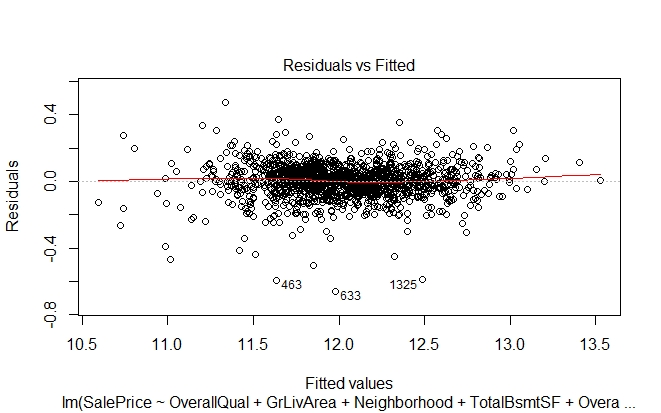 Residuals vs Fitted
Residuals
0.4
0.0
-0.4
-0.8
463
633
1325
10.5 11.0 11.5 12.0 12.5 13.0 13.5
Fitted values
lm(SalePrice ~ OverallQual + GrLivArea + Neighborhood + TotalBsmtSF + Overa ...